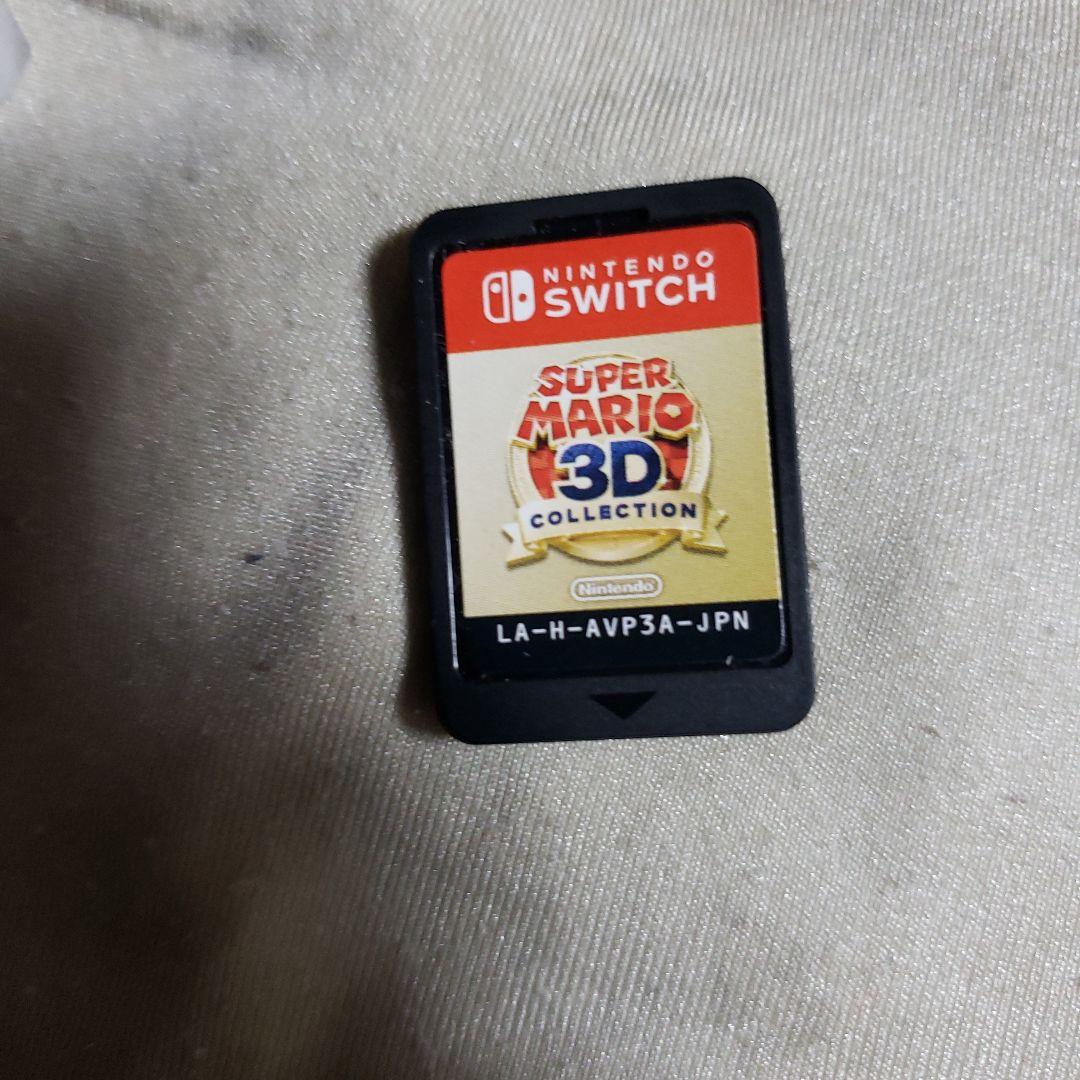 NINTENDO
SWITCH
SUPER
MARIO
3D
COLLECTION
Nintendo
LA-H-AVP3A-JPN